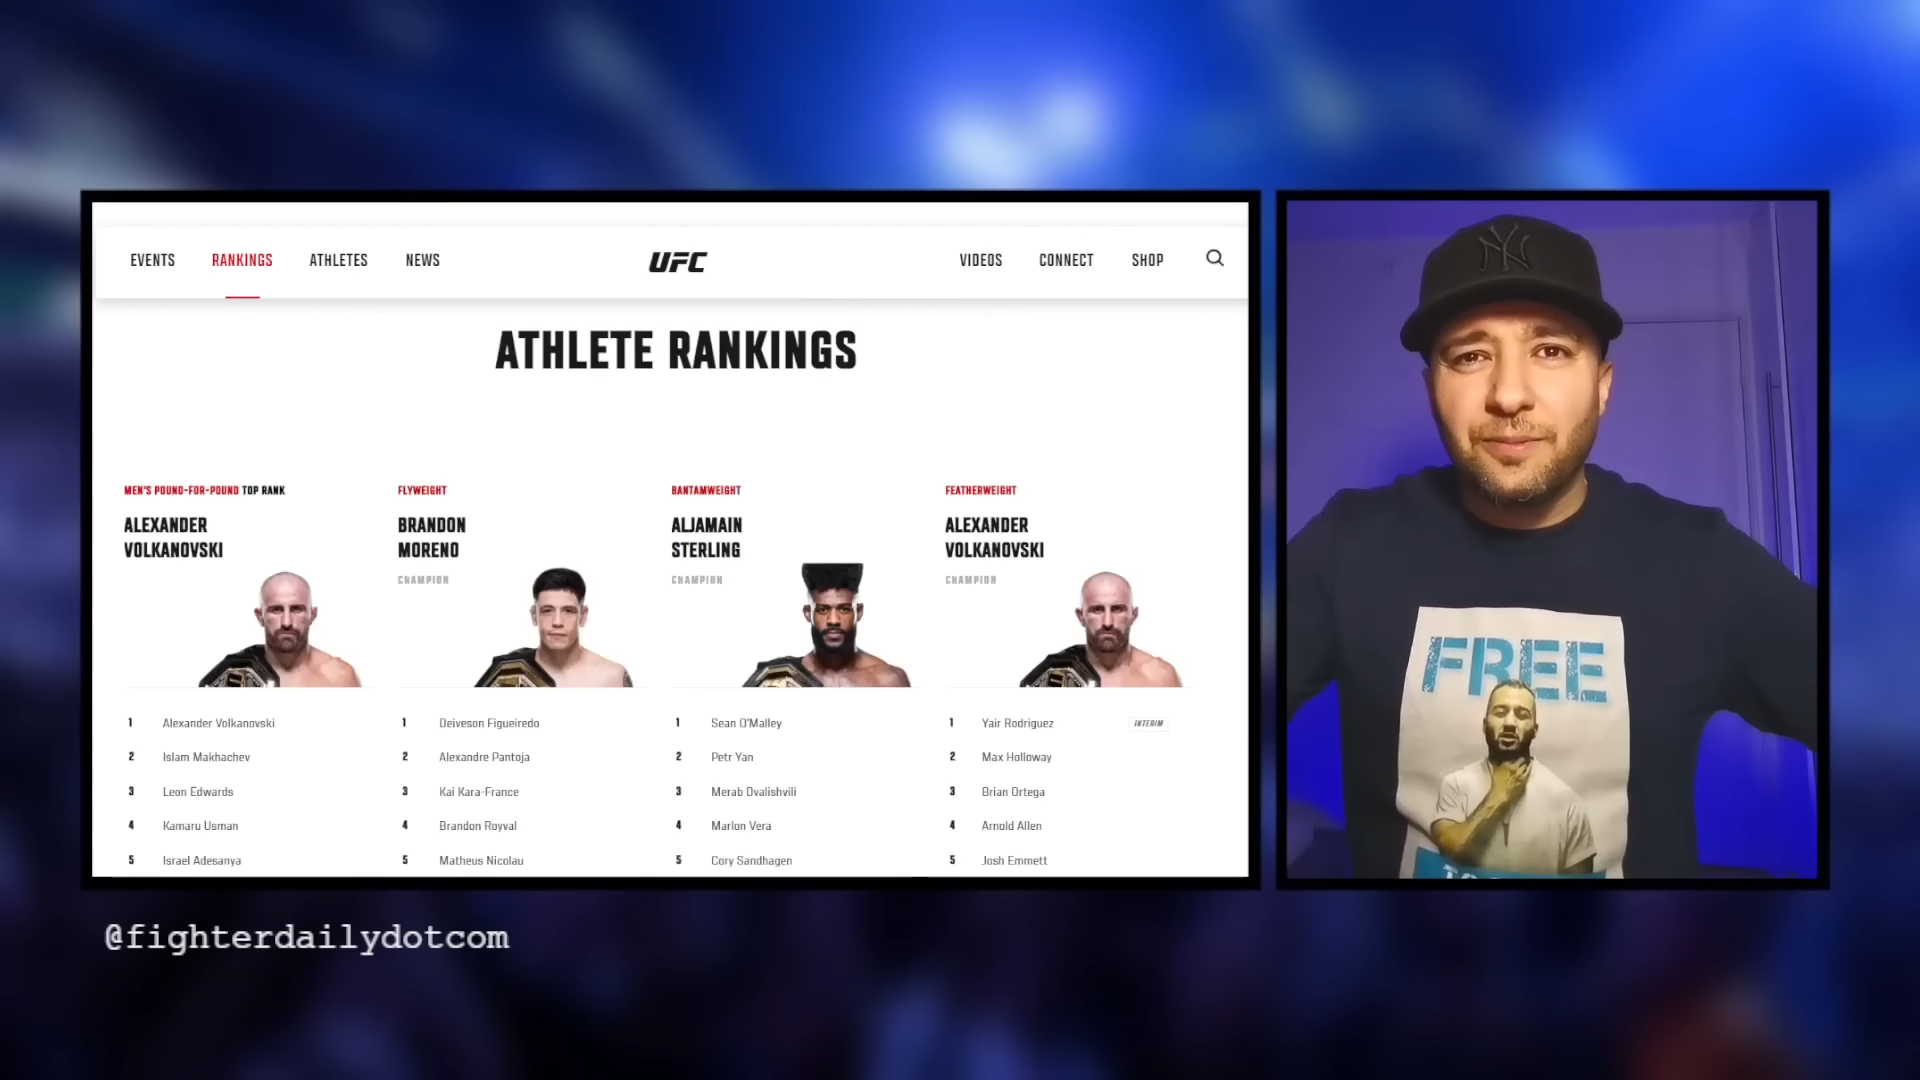 EVENTS RANKINGS ATHLETES NEWS UFC VIDEOS CONNECT SHOP
ATHLETE RANKINGS
MEN'S POUND-FOR-POUND TOP RANK
ALEXANDER
VOLKANOVSKI
1 Alexander Volkanovski
2 Islam Makhachev
3 Leon Edwards
4 Kamaru Usman
5 Israel Adesanya
FLYWEIGHT
BRANDON
MORENO
CHAMPION
1 Deiveson Figueiredo
2 Alexandre Pantoja
3 Kai Kara-France
4 Brandon Royval
5 Matheus Nicolau
BANTAMWEIGHT
ALJAMAIN
STERLING
CHAMPION
1 Sean O'Malley
2 Petr Yan
3 Merab Dvalishvili
4 Marlon Vera
5 Cory Sandhagen
FEATHERWEIGHT
ALEXANDER
VOLKANOVSKI
CHAMPION
1 Yair Rodriguez INTERIM
2 Max Holloway
3 Brian Ortega
4 Arnold Allen
5 Josh Emmett
NY
FREE
@fighterdailydotcom